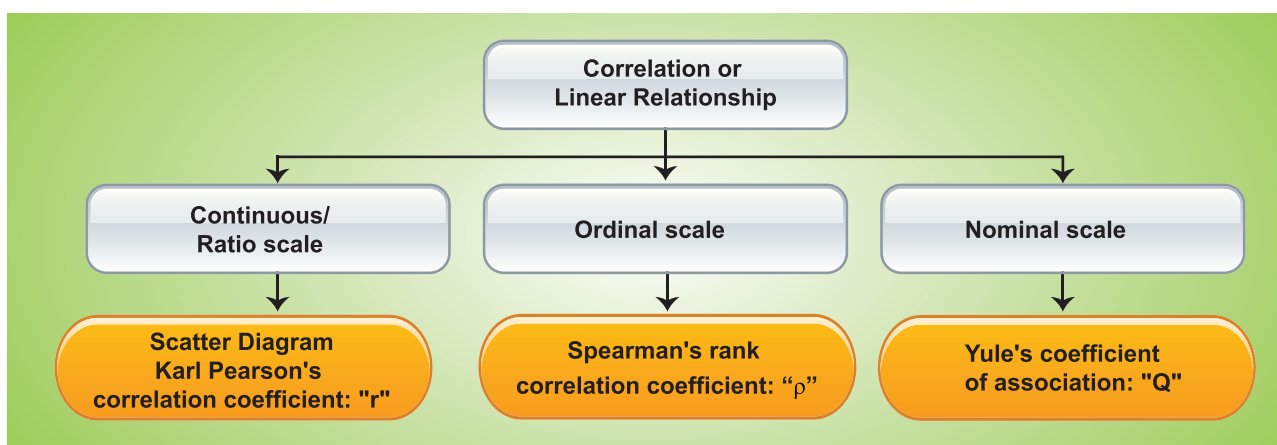 Correlation or
Linear Relationship
Continuous/
Ratio scale
Ordinal scale
Nominal scale
Scatter Diagram
Karl Pearson's
correlation coefficient: "r"
Spearman's rank
correlation coefficient: “ρ”
Yule's coefficient
of association: "Q"